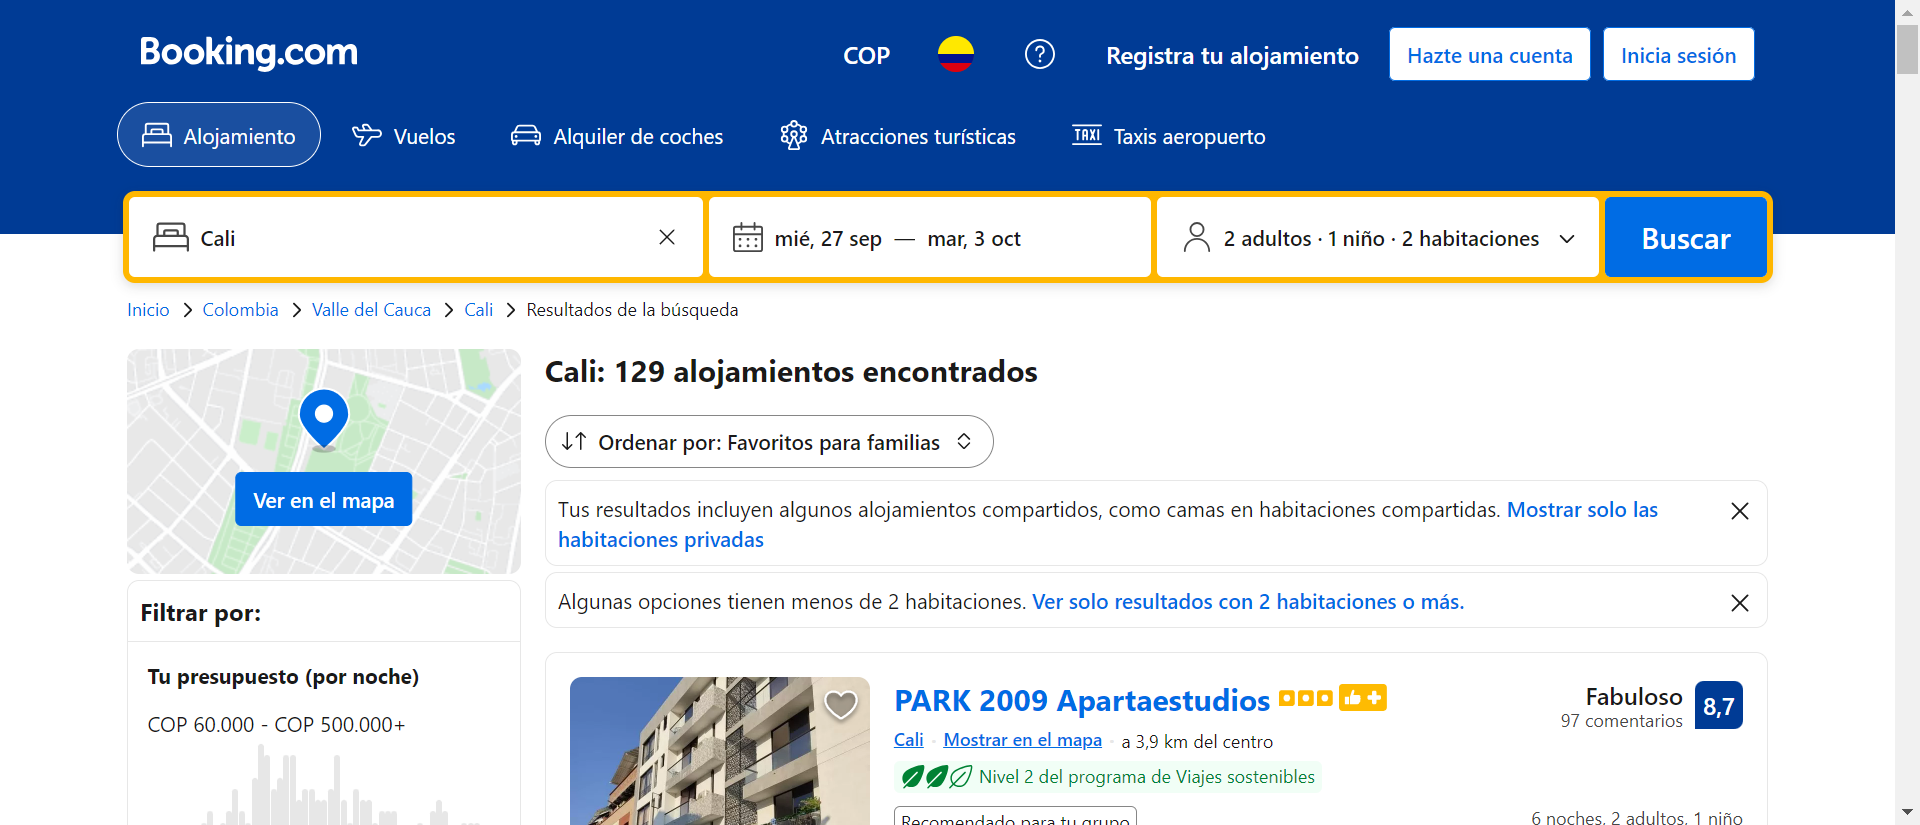 Booking.com
COP
Registra tu alojamiento
Hazte una cuenta
Inicia sesión
Alojamiento
Vuelos
Alquiler de coches
TAXI
Atracciones turísticas
Taxis aeropuerto
Cali
mié, 27 sep — mar, 3 oct
2 adultos · 1 niño · 2 habitaciones
Buscar
Inicio > Colombia > Valle del Cauca > Cali > Resultados de la búsqueda
Ver en el mapa
Filtrar por:
Tu presupuesto (por noche)
COP 60.000 - COP 500.000+
Cali: 129 alojamientos encontrados
Ordenar por: Favoritos para familias
Tus resultados incluyen algunos alojamientos compartidos, como camas en habitaciones compartidas. Mostrar solo las
habitaciones privadas
Algunas opciones tienen menos de 2 habitaciones. Ver solo resultados con 2 habitaciones o más.
PARK 2009 Apartaestudios
Fabuloso
97 comentarios
8,7
Cali · Mostrar en el mapa · a 3,9 km del centro
Nivel 2 del programa de Viajes sostenibles
Recomendado para tu grupo
6 noches, 2 adultos, 1 niño